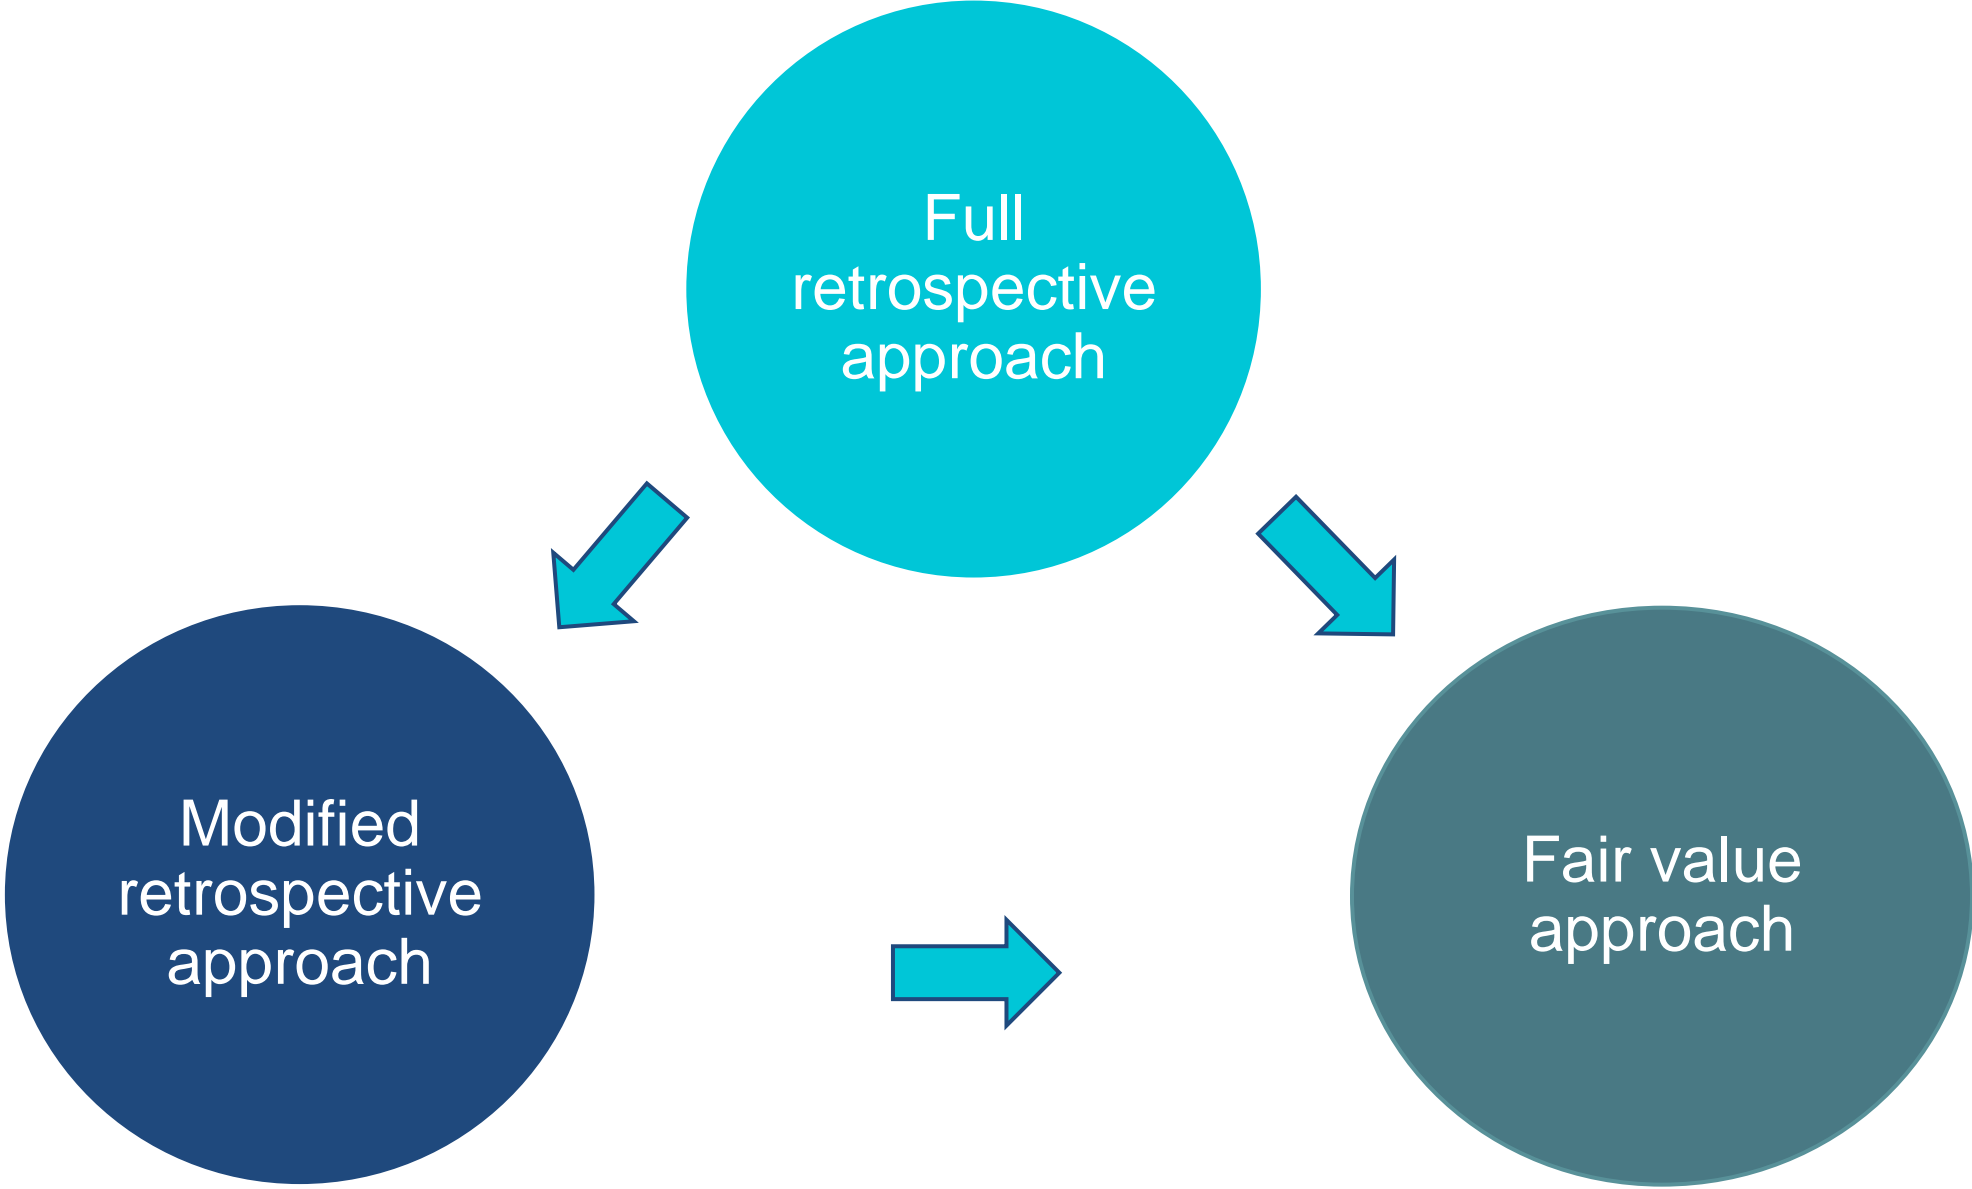 Full
retrospective
approach
Modified
retrospective
approach
Fair value
approach